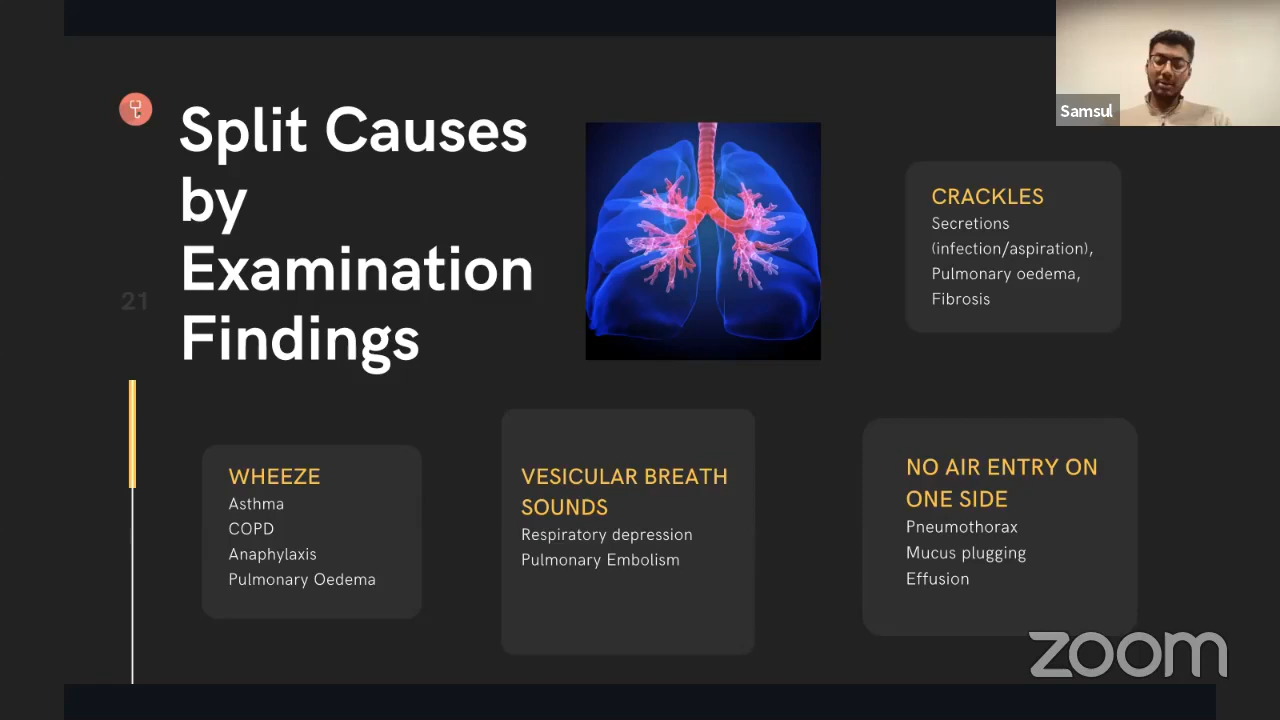 Samsul
Split Causes
by
Examination
Findings
21
CRACKLES
Secretions
(infection/aspiration),
Pulmonary oedema,
Fibrosis
WHEEZE
Asthma
COPD
Anaphylaxis
Pulmonary Oedema
VESICULAR BREATH
SOUNDS
Respiratory depression
Pulmonary Embolism
NO AIR ENTRY ON
ONE SIDE
Pneumothorax
Mucus plugging
Effusion
zoom